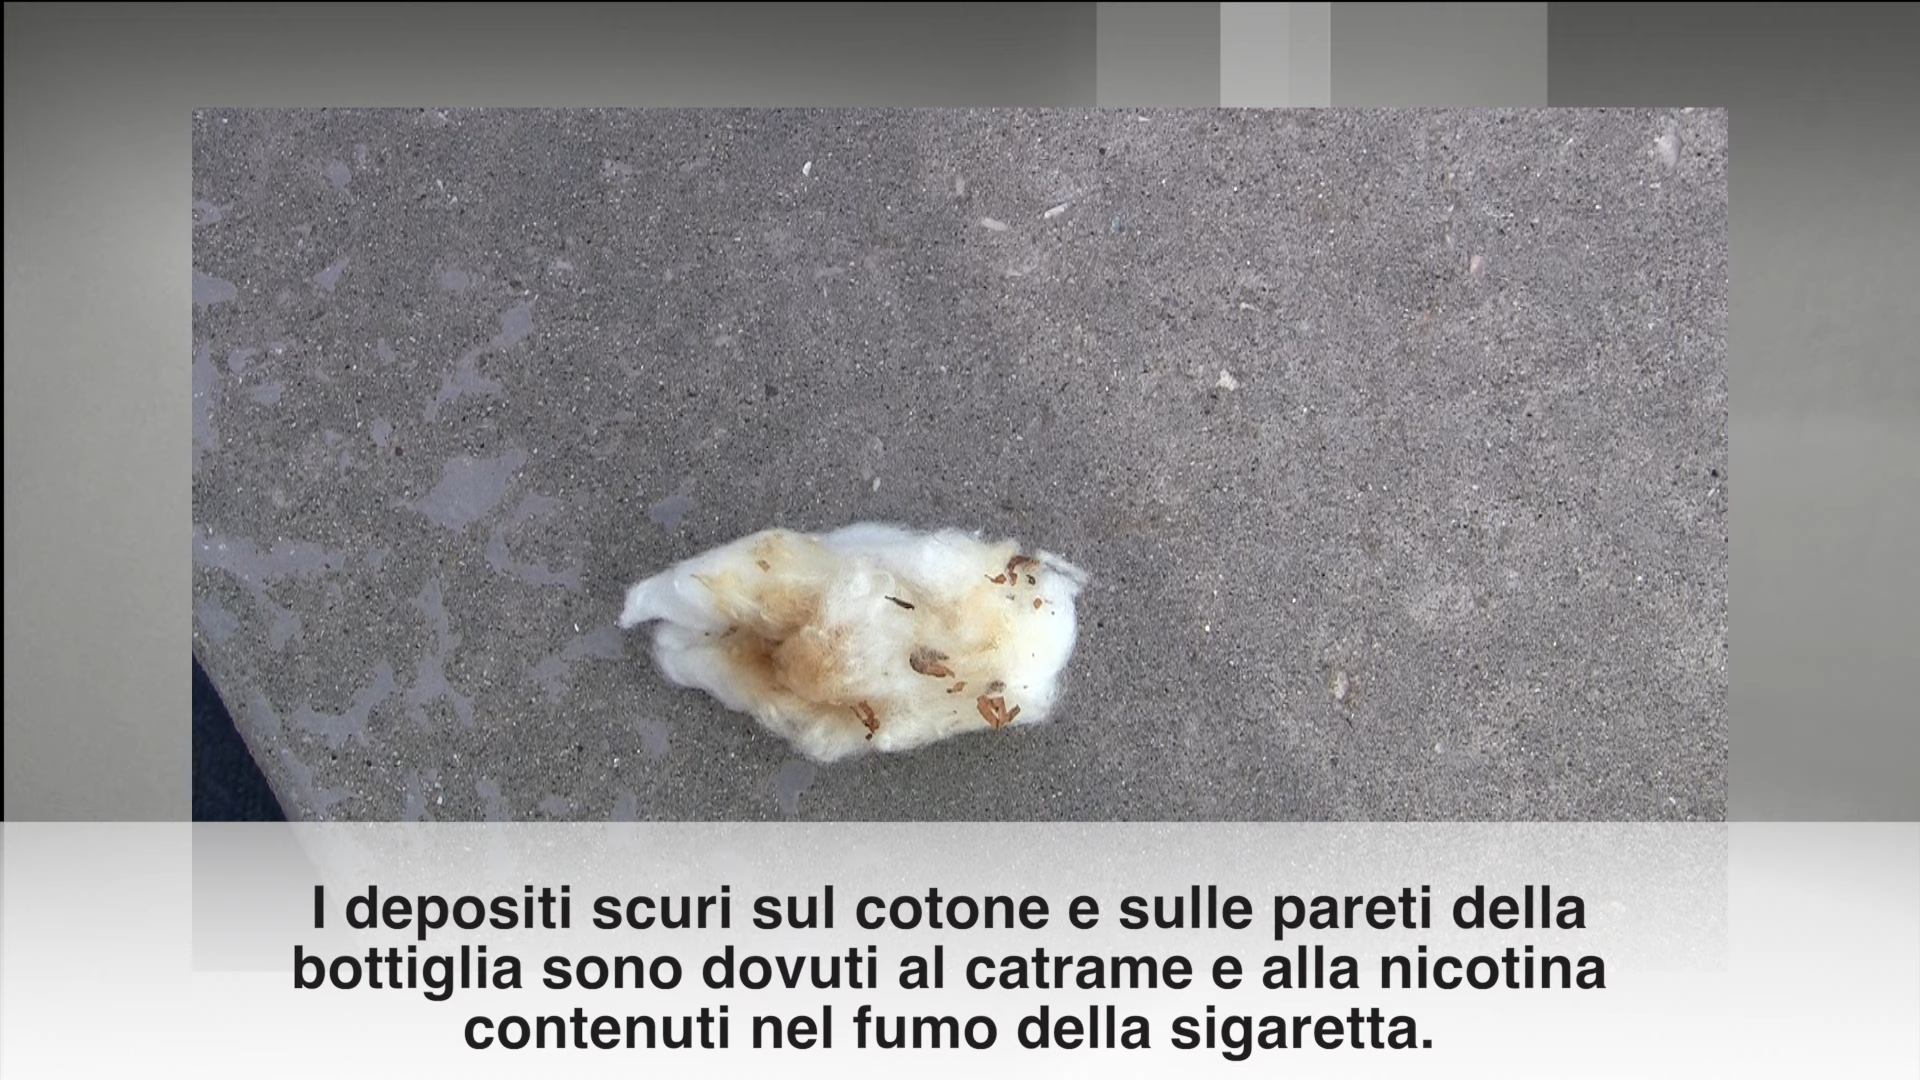 I depositi scuri sul cotone e sulle pareti della
bottiglia sono dovuti al catrame e alla nicotina
contenuti nel fumo della sigaretta.